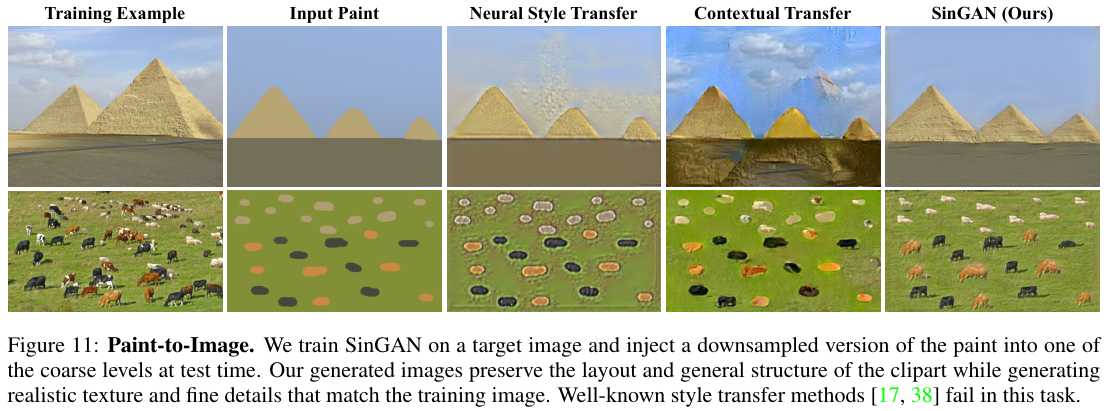 Training Example Input Paint Neural Style Transfer Contextual Transfer SinGAN (Ours)
Figure 11: Paint-to-Image. We train SinGAN on a target image and inject a downsampled version of the paint into one of
the coarse levels at test time. Our generated images preserve the layout and general structure of the clipart while generating
realistic texture and fine details that match the training image. Well-known style transfer methods [17, 38] fail in this task.